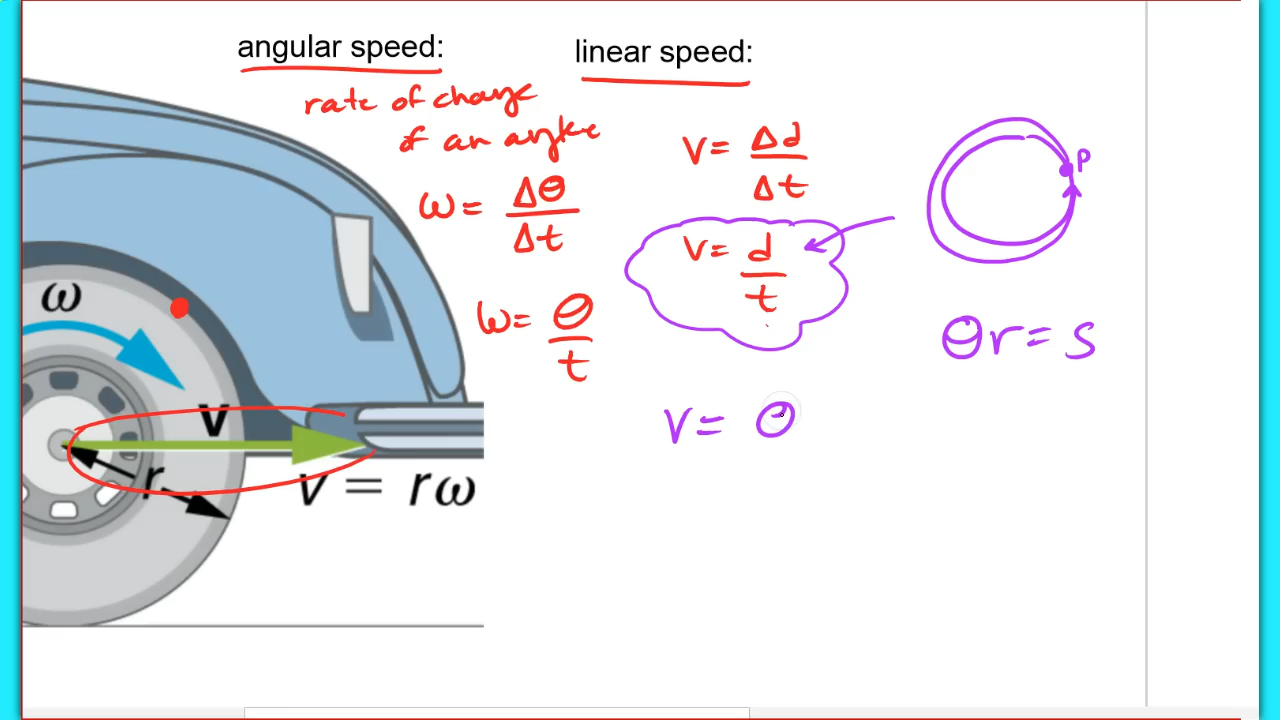 angular speed:
rate of change
of an angle
ω = Δθ/Δt
ω = θ/t
linear speed:
v = Δd/Δt
v = d/t
P
θr = s
v = θ
ω
v
r
v = rω